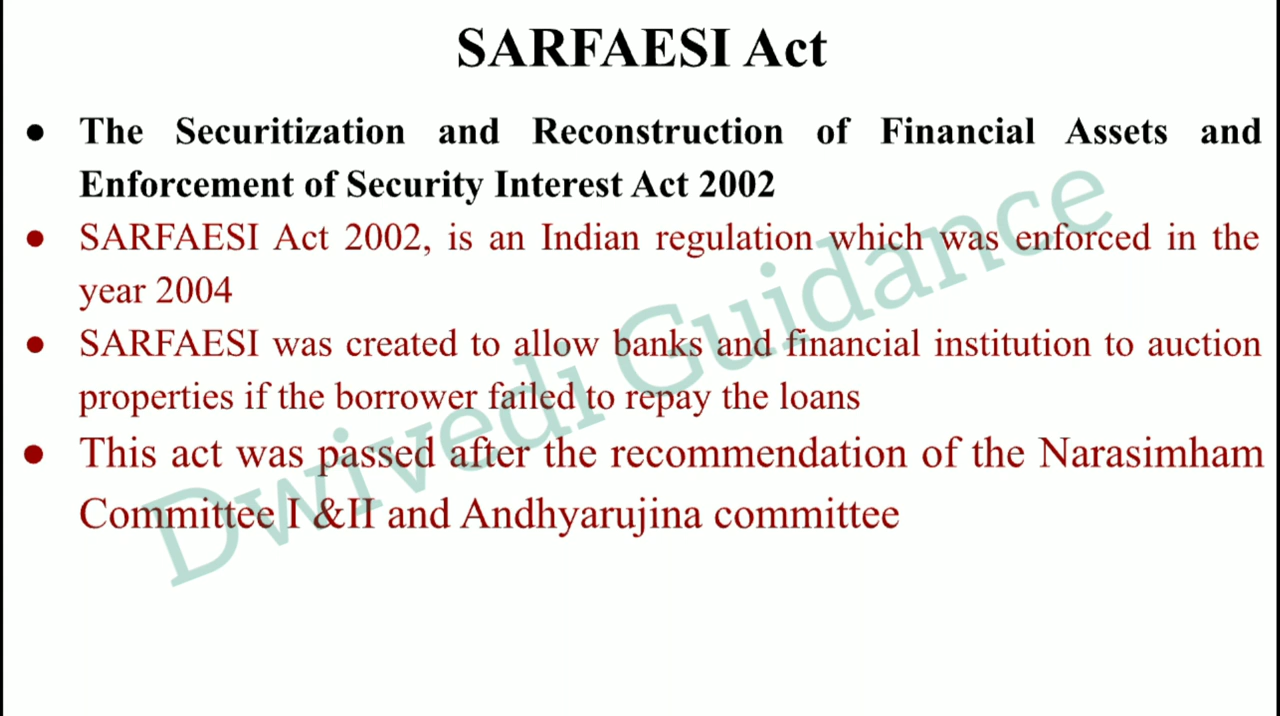 SARFAESI Act
● The Securitization and Reconstruction of Financial Assets and
Enforcement of Security Interest Act 2002
● SARFAESI Act 2002, is an Indian regulation which was enforced in the
year 2004
● SARFAESI was created to allow banks and financial institution to auction
properties if the borrower failed to repay the loans
● This act was passed after the recommendation of the Narasimham
Committee I &II and Andhyarujina committee
Dwivedi Guidance